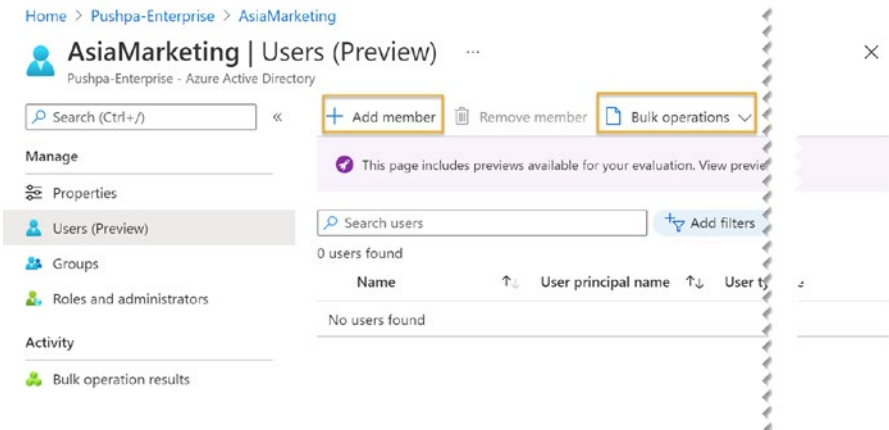 Home > Pushpa-Enterprise > AsiaMarketing
AsiaMarketing | Users (Preview) ...
Pushpa-Enterprise - Azure Active Directory
Search (Ctrl+/)
Manage
Properties
Users (Preview)
Groups
Roles and administrators
Activity
Bulk operation results
Add member
Remove member
Bulk operations
This page includes previews available for your evaluation. View
Search users
Add filters
0 users found
Name User principal name User
No users found